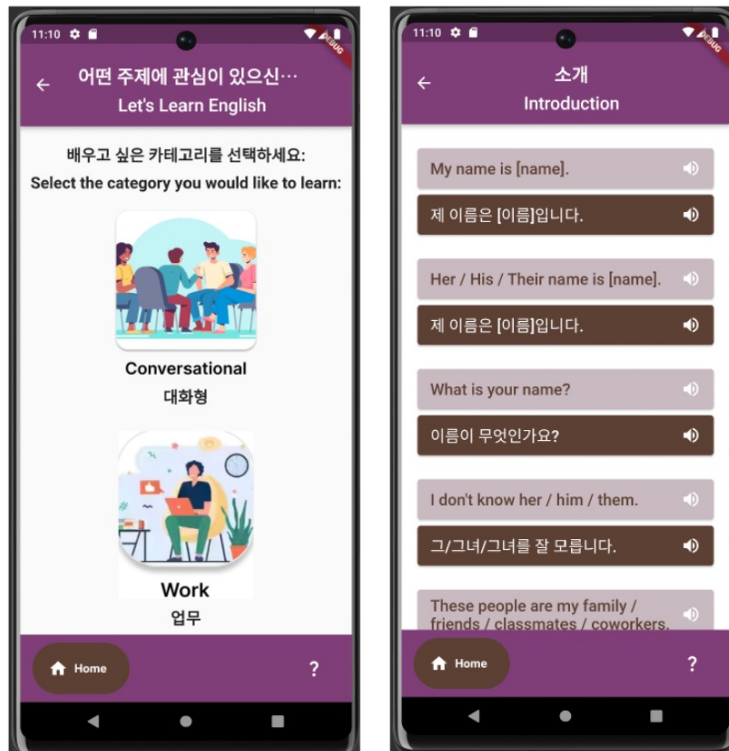 11:10
DEBUG
어떤 주제에 관심이 있으신…
Let's Learn English
배우고 싶은 카테고리를 선택하세요:
Select the category you would like to learn:
Conversational
대화형
Work
업무
Home
?
11:10
DEBUG
소개
Introduction
My name is [name].
제 이름은 [이름]입니다.
Her / His / Their name is [name].
제 이름은 [이름]입니다.
What is your name?
이름이 무엇인가요?
I don't know her / him / them.
그/그녀/그녀를 잘 모릅니다.
These people are my family /
friends / classmates / coworkers.
Home
?